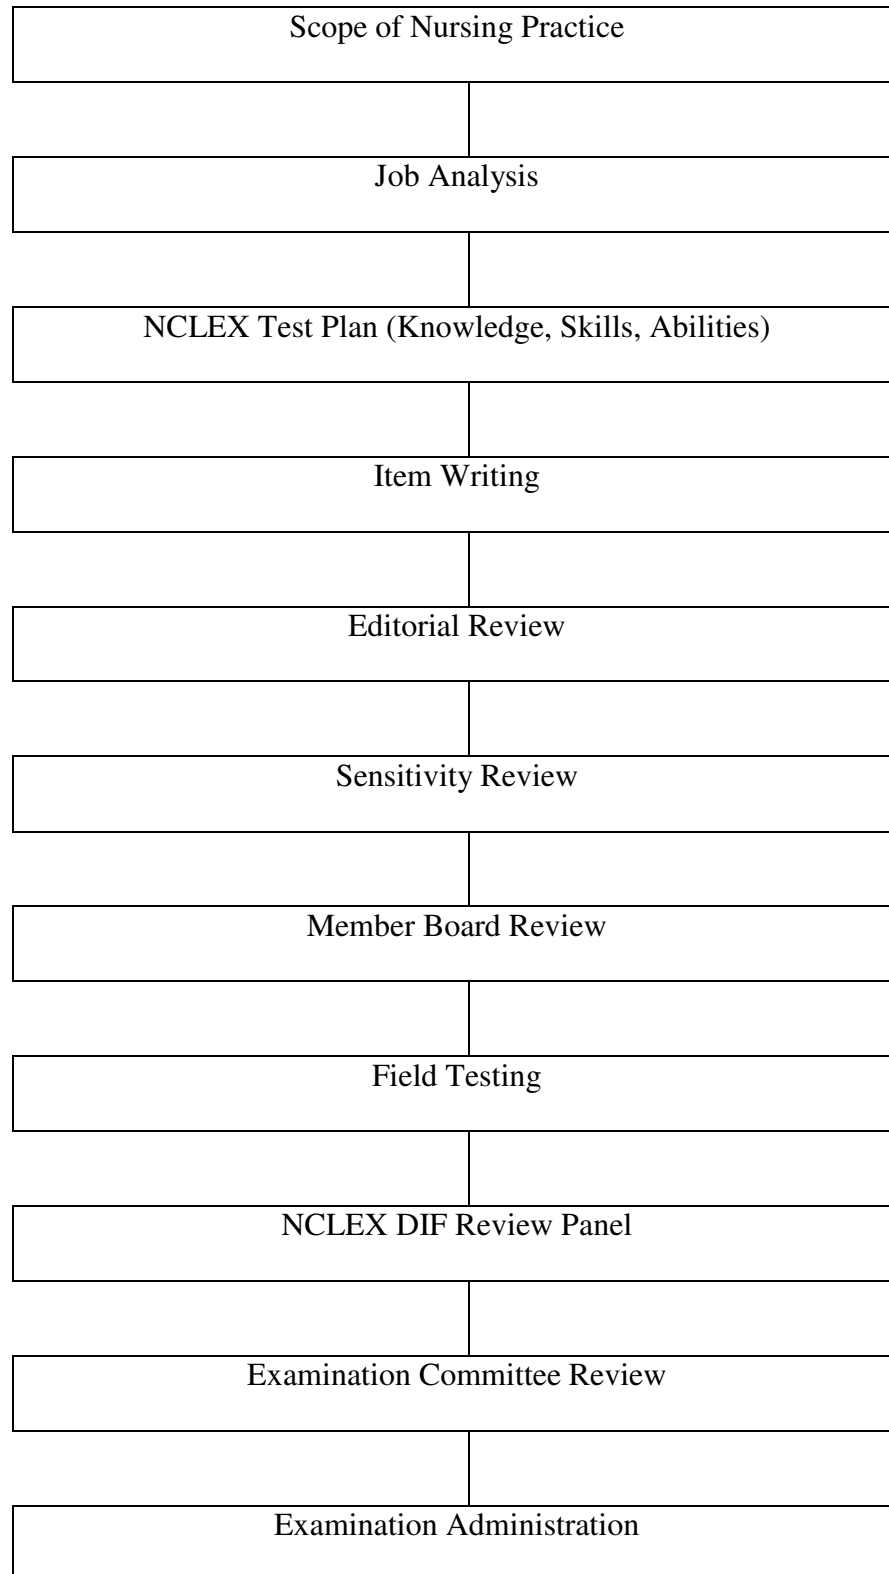 Scope of Nursing Practice
Job Analysis
NCLEX Test Plan (Knowledge, Skills, Abilities)
Item Writing
Editorial Review
Sensitivity Review
Member Board Review
Field Testing
NCLEX DIF Review Panel
Examination Committee Review
Examination Administration